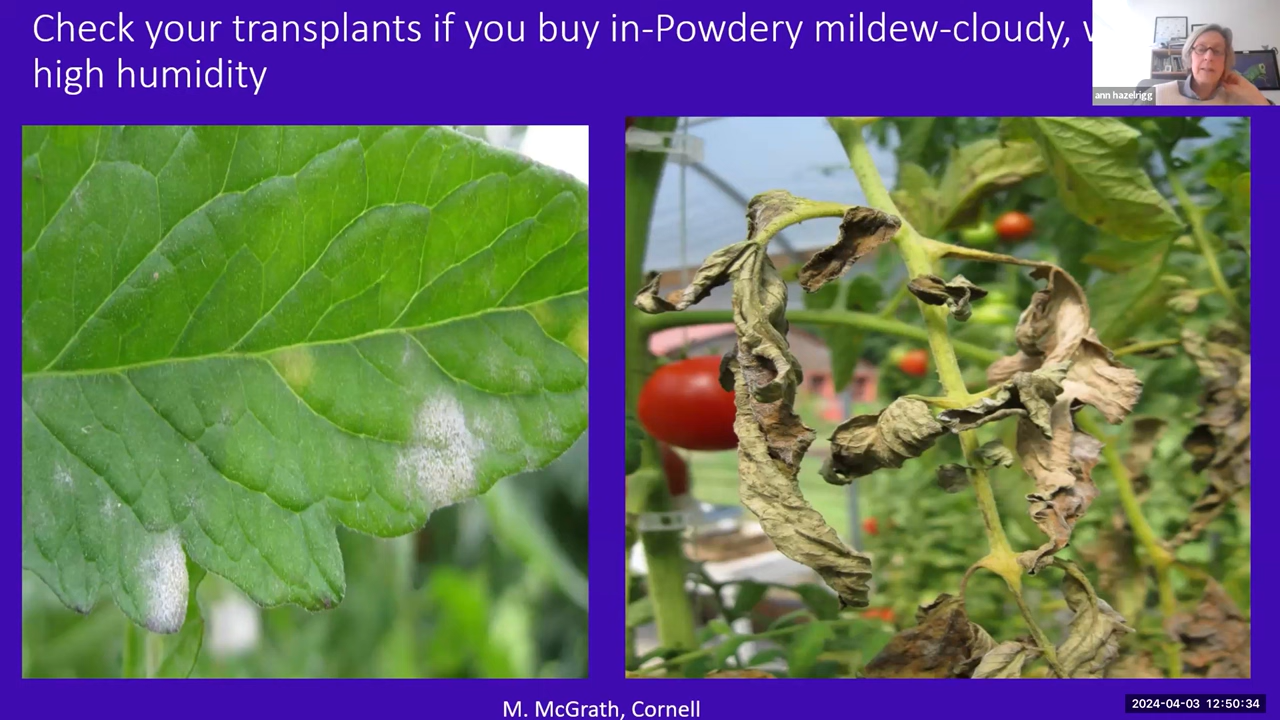 Check your transplants if you buy in-Powdery mildew-cloudy,
high humidity
ann hazelrigg
M. McGrath, Cornell
2024-04-03 12:50:34